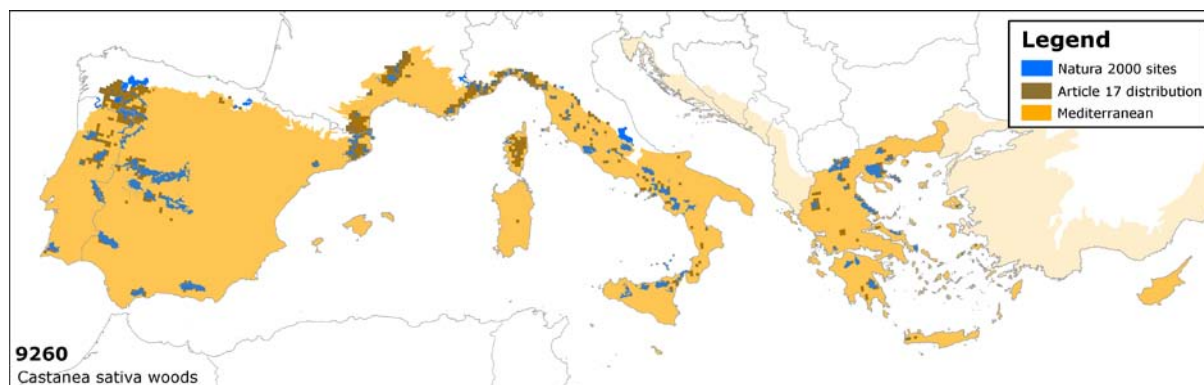 Legend
Natura 2000 sites
Article 17 distribution
Mediterranean
9260
Castanea sativa woods